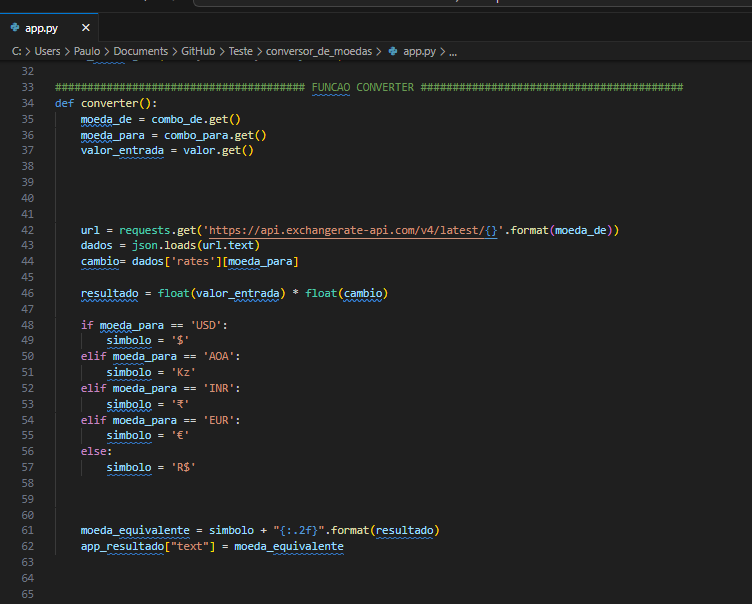 app.py
C: > Users > Paulo > Documents > GitHub > Teste > conversor_de_moedas > app.py > ...
32
33 ####################################### FUNCAO CONVERTER #########################################
34 def converter():
35 moeda_de = combo_de.get()
36 moeda_para = combo_para.get()
37 valor_entrada = valor.get()
38
39
40
41
42 url = requests.get('https://api.exchangerate-api.com/v4/latest/{}'.format(moeda_de))
43 dados = json.loads(url.text)
44 cambio= dados['rates'][moeda_para]
45
46 resultado = float(valor_entrada) * float(cambio)
47
48 if moeda_para == 'USD':
49 simbolo = '$'
50 elif moeda_para == 'AOA':
51 simbolo = 'Kz'
52 elif moeda_para == 'INR':
53 simbolo = '₹'
54 elif moeda_para == 'EUR':
55 simbolo = '€'
56 else:
57 simbolo = 'R$'
58
59
60
61 moeda_equivalente = simbolo + "{:.2f}".format(resultado)
62 app_resultado["text"] = moeda_equivalente
63
64
65